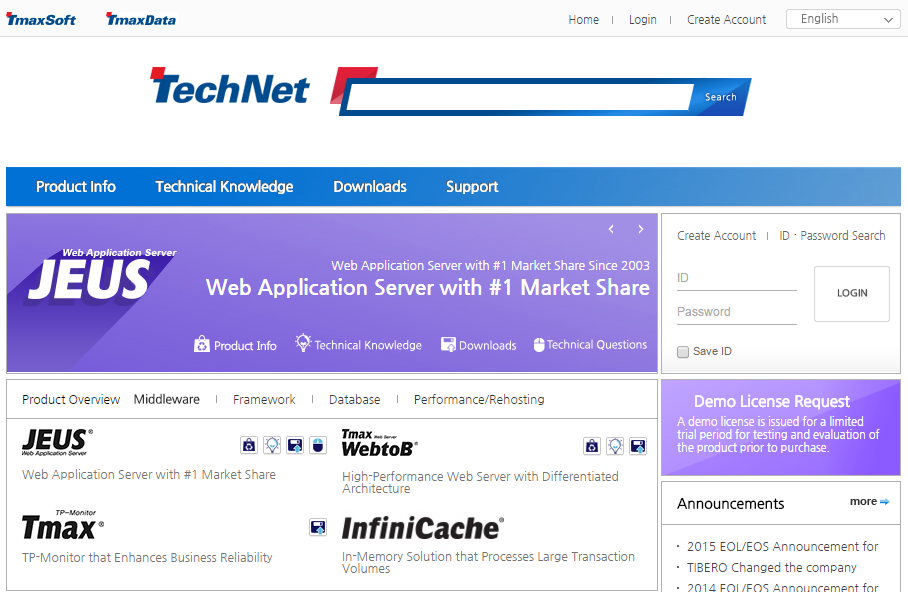 TmaxSoft TmaxData Home Login Create Account English
TechNet Search
Product Info Technical Knowledge Downloads Support
Web Application Server
JEUS
Web Application Server with #1 Market Share Since 2003
Web Application Server with #1 Market Share
Product Info Technical Knowledge Downloads Technical Questions
Create Account ID · Password Search
ID
Password
LOGIN
Save ID
Product Overview Middleware Framework Database Performance/Rehosting
JEUS®
Web Application Server
Web Application Server with #1 Market Share
Tmax Web Server
WebtoB®
High-Performance Web Server with Differentiated
Architecture
TP-Monitor
Tmax®
TP-Monitor that Enhances Business Reliability
InfiniCache®
In-Memory Solution that Processes Large Transaction
Volumes
Demo License Request
A demo license is issued for a limited
trial period for testing and evaluation of
the product prior to purchase.
Announcements more
· 2015 EOL/EOS Announcement for
· TIBERO Changed the company
· 2014 EOL/EOS Announcement for